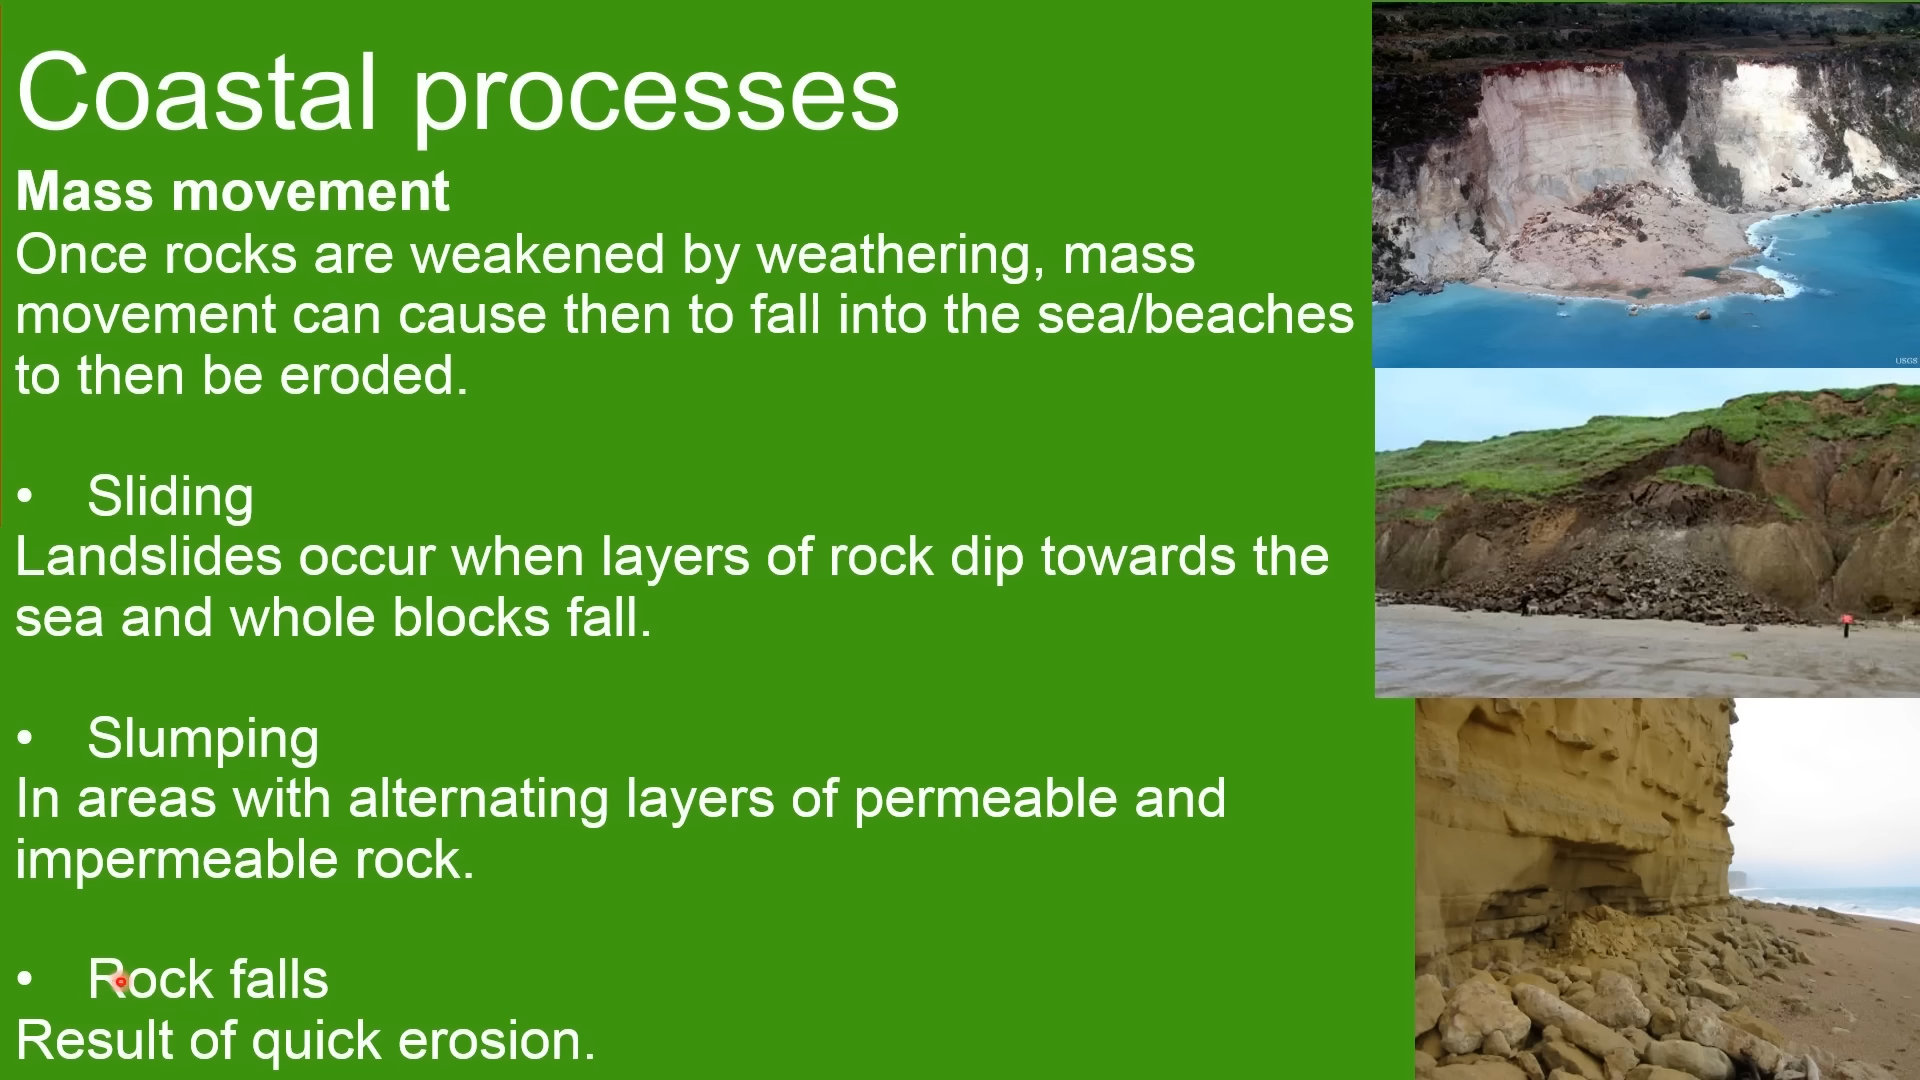 Coastal processes
Mass movement
Once rocks are weakened by weathering, mass
movement can cause then to fall into the sea/beaches
to then be eroded.
• Sliding
Landslides occur when layers of rock dip towards the
sea and whole blocks fall.
• Slumping
In areas with alternating layers of permeable and
impermeable rock.
• Rock falls
Result of quick erosion.
USGS